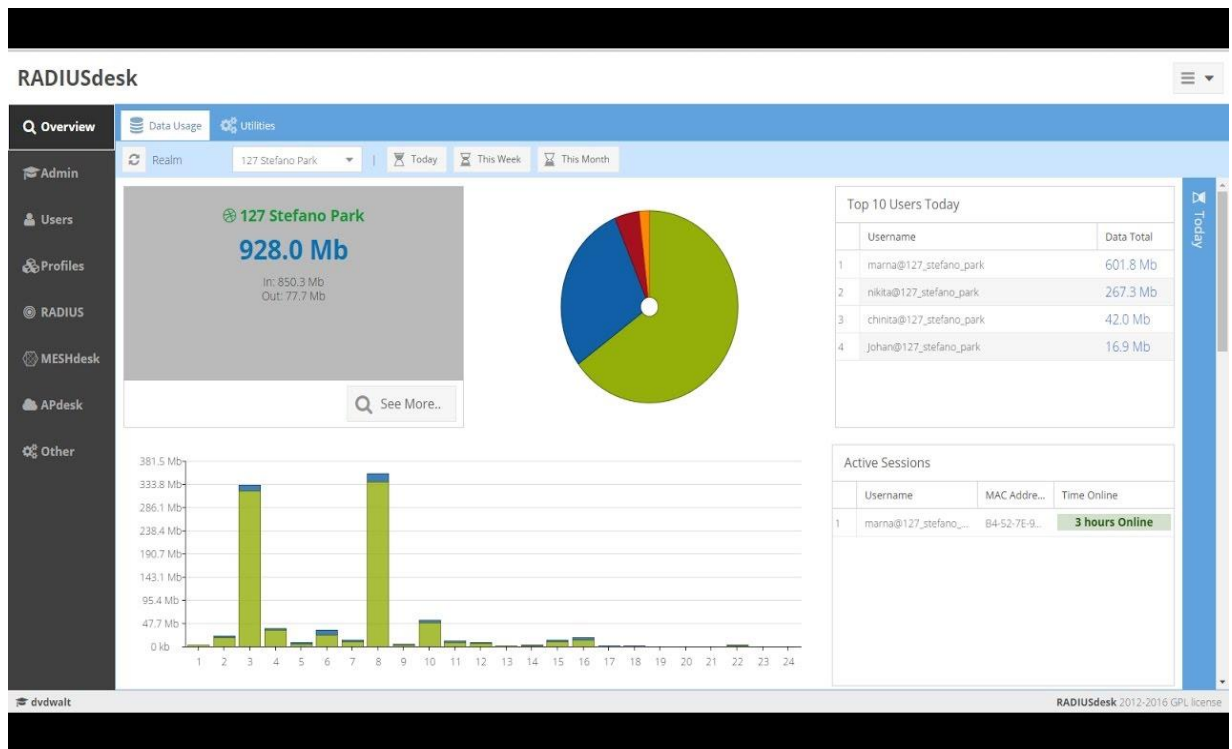 RADIUSdesk
Overview
Admin
Users
Profiles
RADIUS
MESHdesk
APdesk
Other
Data Usage
Utilities
Realm
127 Stefano Park
Today
This Week
This Month
127 Stefano Park
928.0 Mb
In: 850.3 Mb
Out: 77.7 Mb
See More..
Top 10 Users Today
Username Data Total
1 marna@127_stefano_park 601.8 Mb
2 nikita@127_stefano_park 267.3 Mb
3 chinita@127_stefano_park 42.0 Mb
4 Johan@127_stefano_park 16.9 Mb
Today
381.5 Mb
333.8 Mb
286.1 Mb
238.4 Mb
190.7 Mb
143.1 Mb
95.4 Mb
47.7 Mb
0 kb
1 2 3 4 5 6 7 8 9 10 11 12 13 14 15 16 17 18 19 20 21 22 23 24
Active Sessions
Username MAC Addre... Time Online
1 marna@127_stefano_... B4-52-7E-9... 3 hours Online
dvdwalt
RADIUSdesk 2012-2016 GPL license